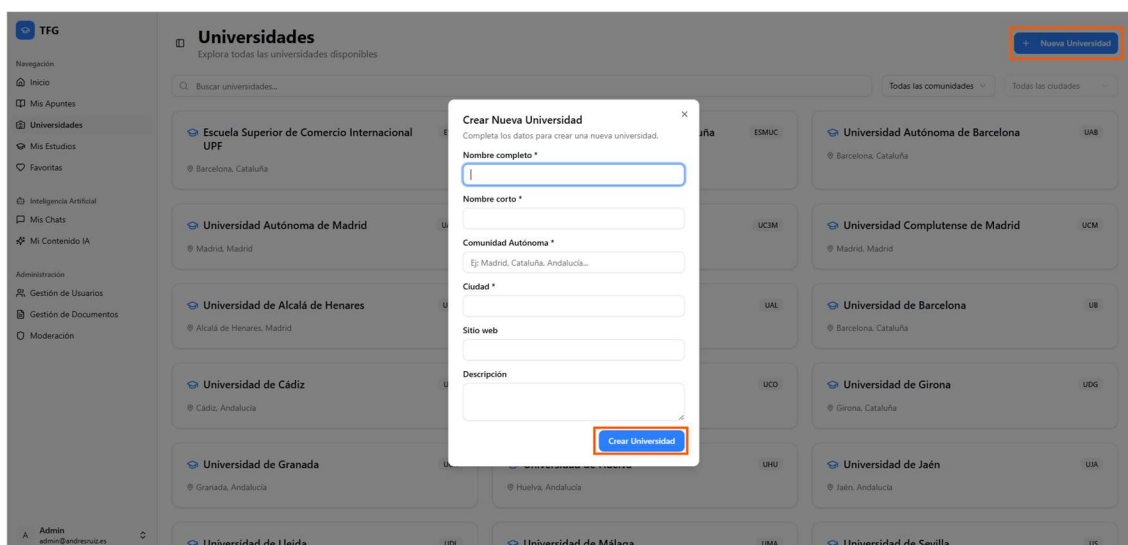 TFG
Navegación
Inicio
Mis Apuntes
Universidades
Mis Estudios
Favoritas
Inteligencia Artificial
Mis Chats
Mi Contenido IA
Administración
Gestión de Usuarios
Gestión de Documentos
Moderación
A Admin
admin@andresruiz.es
Universidades
Explora todas las universidades disponibles
+ Nueva Universidad
Buscar universidades...
Todas las comunidades
Todas las ciudades
Escuela Superior de Comercio Internacional
UPF
Barcelona, Cataluña
ESMUC
Universidad Autónoma de Barcelona UAB
Barcelona, Cataluña
Universidad Autónoma de Madrid
Madrid, Madrid
UC3M
Universidad Complutense de Madrid UCM
Madrid, Madrid
Universidad de Alcalá de Henares
Alcalá de Henares, Madrid
UAL
Universidad de Barcelona UB
Barcelona, Cataluña
Universidad de Cádiz
Cádiz, Andalucía
UCO
Universidad de Girona UDG
Girona, Cataluña
Universidad de Granada
Granada, Andalucía
Universidad de Huelva UHU
Huelva, Andalucía
Universidad de Jaén UJA
Jaén, Andalucía
Universidad de Lleida UDL
Universidad de Málaga UMA
Universidad de Sevilla US
Crear Nueva Universidad
Completa los datos para crear una nueva universidad.
Nombre completo *
Nombre corto *
Comunidad Autónoma *
Ej: Madrid, Cataluña, Andalucía...
Ciudad *
Sitio web
Descripción
Crear Universidad